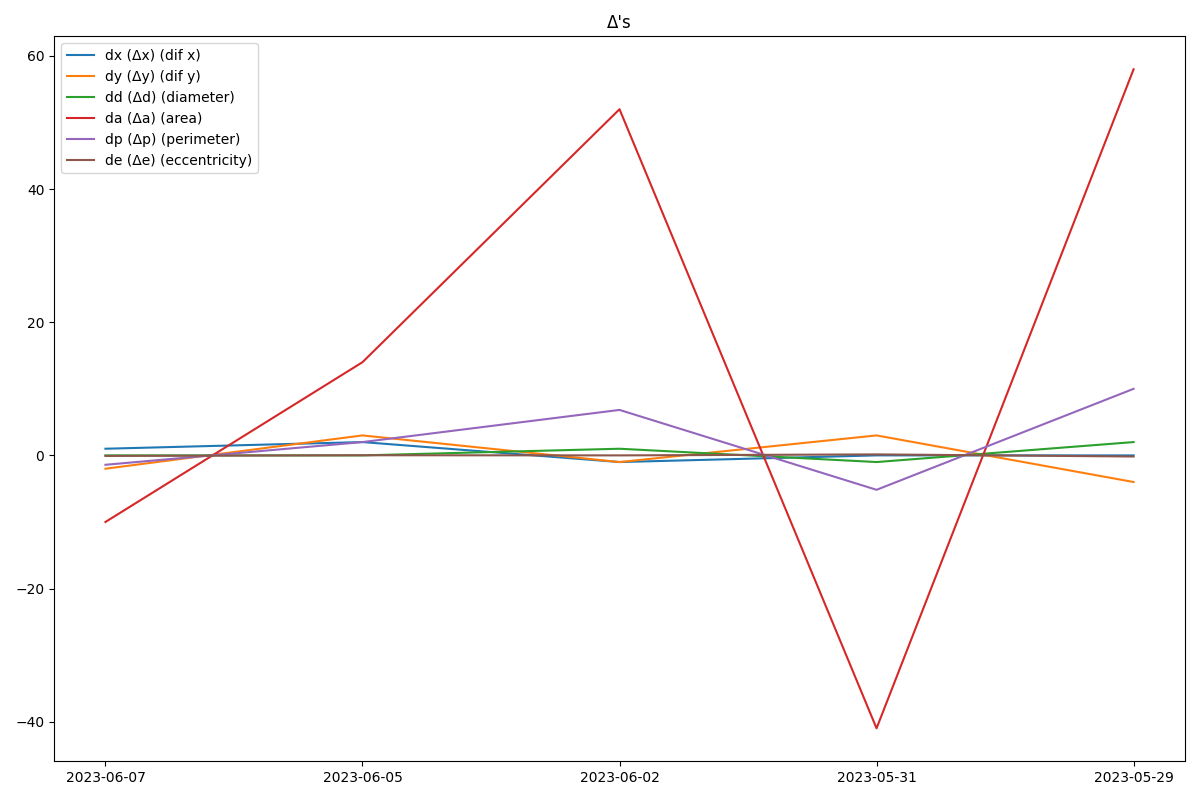 Δ's
dx (Δx) (dif x)
dy (Δy) (dif y)
dd (Δd) (diameter)
da (Δa) (area)
dp (Δp) (perimeter)
de (Δe) (eccentricity)
60
40
20
0
−20
−40
2023-06-07 2023-06-05 2023-06-02 2023-05-31 2023-05-29